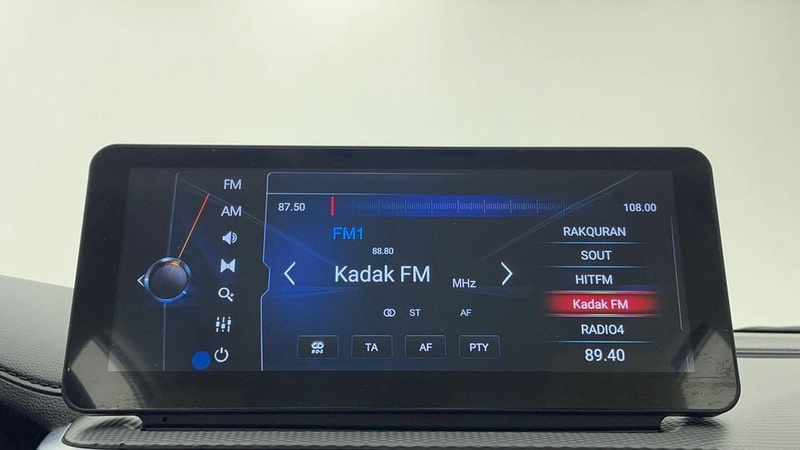 FM
AM
87.50
108.00
FM1
88.80
Kadak FM
MHz
ST
AF
RDS
TA
AF
PTY
RAKQURAN
SOUT
HITFM
Kadak FM
RADIO4
89.40